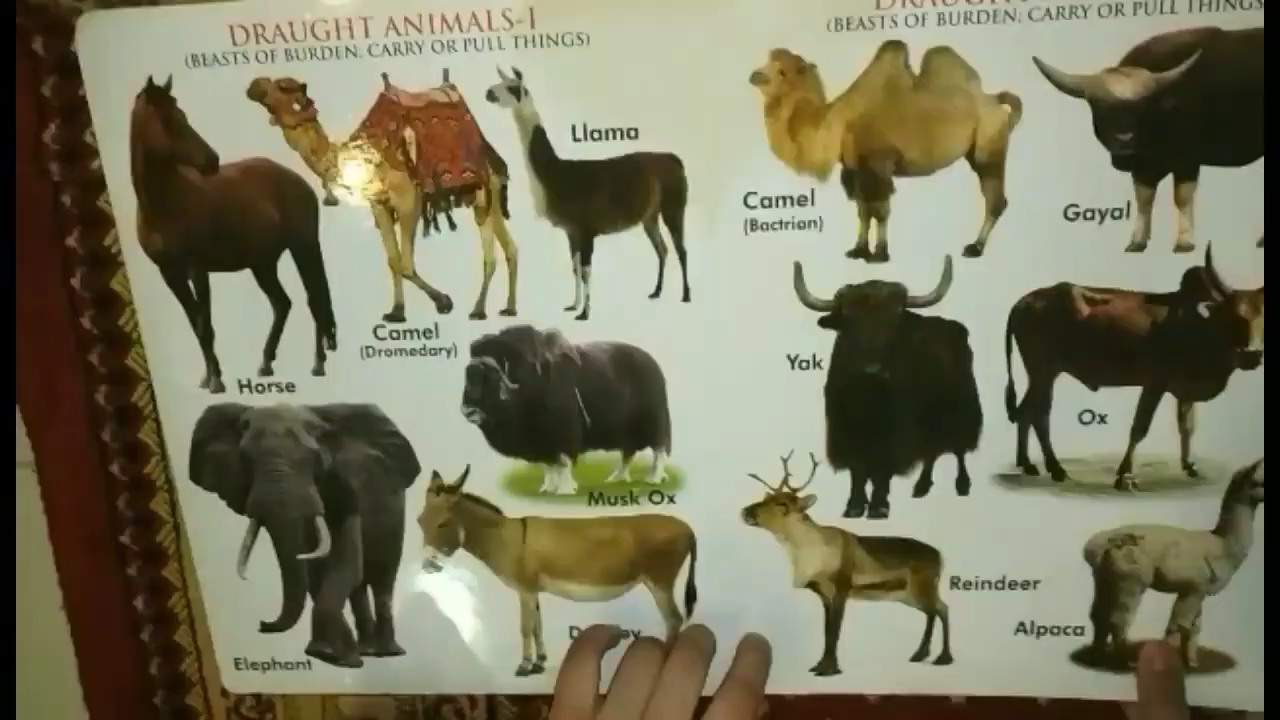 DRAUGHT ANIMALS-I
(BEASTS OF BURDEN, CARRY OR PULL THINGS)
Llama
Camel
(Dromedary)
Horse
Musk Ox
Elephant
(BEASTS OF BURDEN, CARRY OR PULL THINGS
Camel
(Bactrian)
Gayal
Yak
Ox
Reindeer
Alpaca